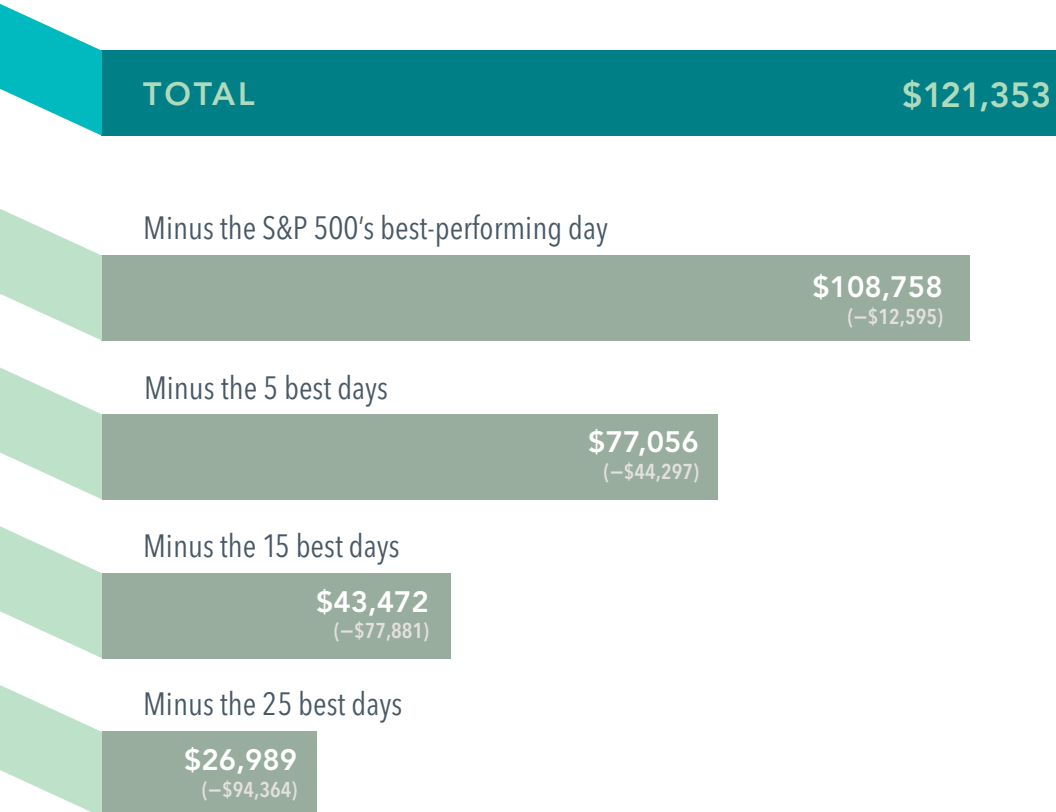 TOTAL $121,353
Minus the S&P 500’s best-performing day
$108,758
(—$12,595)
Minus the 5 best days
$77,056
(—$44,297)
Minus the 15 best days
$43,472
(—$77,881)
Minus the 25 best days
$26,989
(—$94,364)